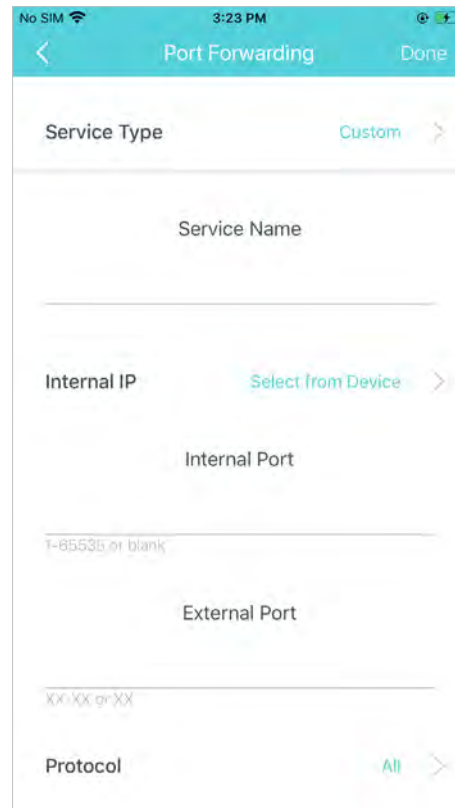 No SIM 3:23 PM
Port Forwarding Done
Service Type Custom
Service Name
Internal IP Select from Device
Internal Port
1-65535 or blank
External Port
XX-XX or XX
Protocol All